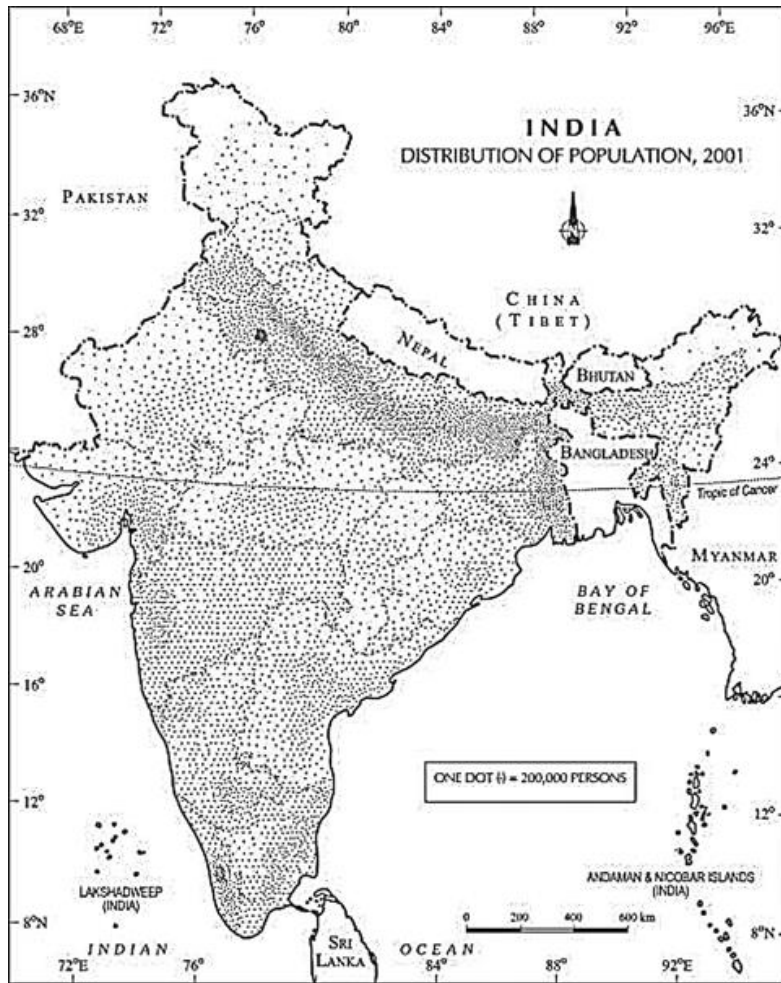 68°E
72°
76°
80°
84°
88°
92°
96°E
36°N
36°N
INDIA
DISTRIBUTION OF POPULATION, 2001
PAKISTAN
32°
32°
N
CHINA
(TIBET)
28°
28°
NEPAL
BHUTAN
BANGLADESH
24°
Tropic of Cancer
MYANMAR
20°
20°
ARABIAN
SEA
BAY OF
BENGAL
16°
16°
ONE DOT (·) = 200,000 PERSONS
12°
12°
LAKSHADWEEP
(INDIA)
ANDAMAN & NICOBAR ISLANDS
(INDIA)
8°N
8°N
0 200 400 600 km
INDIAN
OCEAN
SRI
LANKA
72°E
76°
84°
88°
92°E